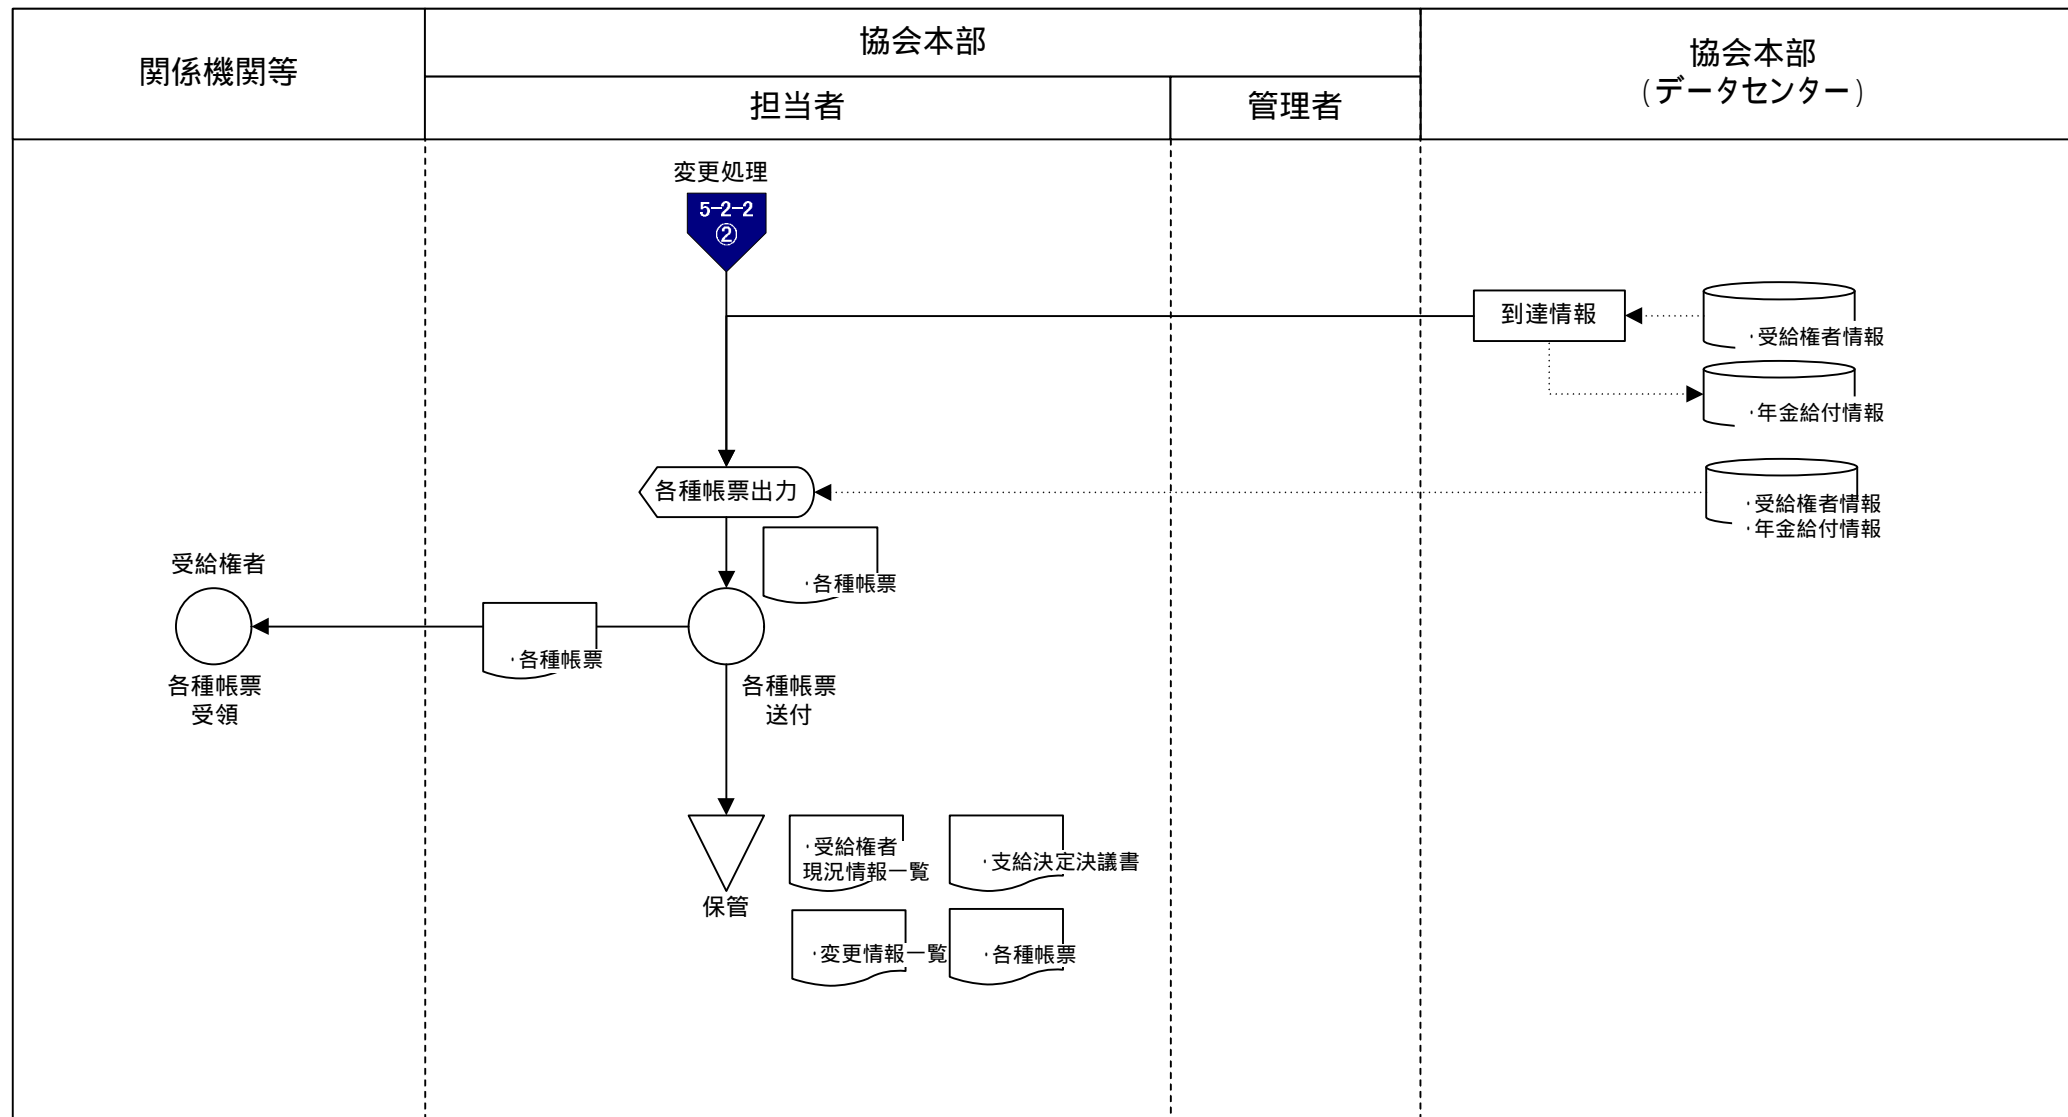 関係機関等
協会本部
担当者
管理者
協会本部
(データセンター)
変更処理
5-2-2
②
到達情報
・受給権者情報
・年金給付情報
各種帳票出力
・受給権者情報
・年金給付情報
・各種帳票
受給権者
・各種帳票
各種帳票
受領
各種帳票
送付
・受給権者
現況情報一覧
・支給決定決議書
保管
・変更情報一覧
・各種帳票